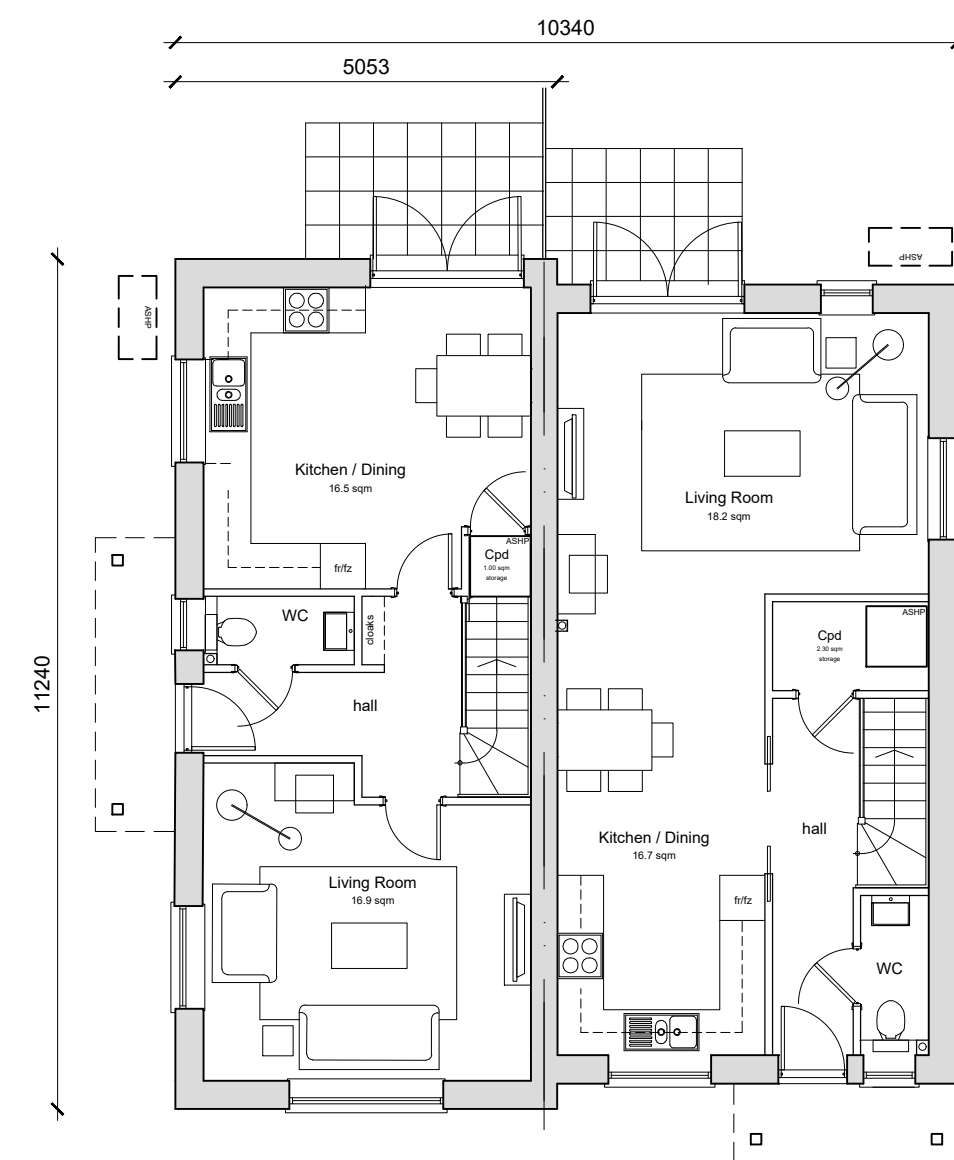 10340
5053
ASHP
ASHP
Kitchen / Dining
16.5 sqm
Living Room
18.2 sqm
ASHP
Cpd
1.00 sqm
storage
fr/fz
WC
cloaks
ASHP
Cpd
2.30 sqm
storage
11240
hall
hall
Kitchen / Dining
16.7 sqm
Living Room
16.9 sqm
fr/fz
WC